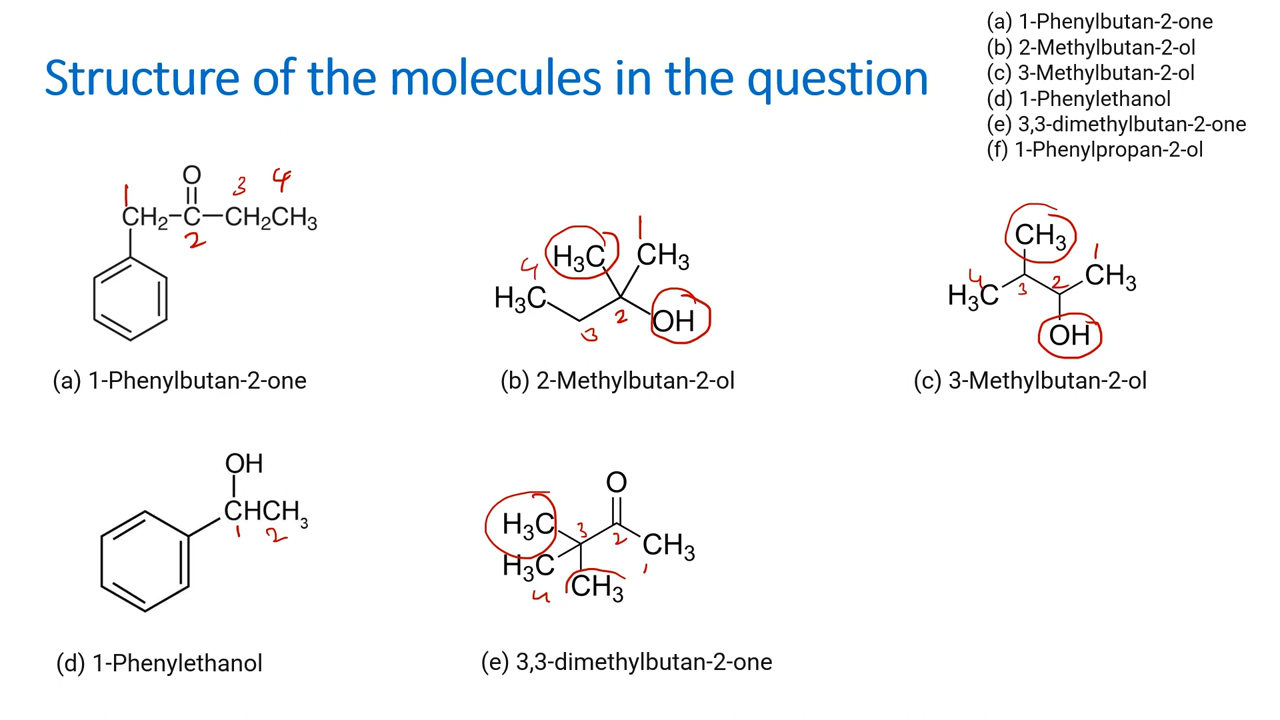 Structure of the molecules in the question
(a) 1-Phenylbutan-2-one
(b) 2-Methylbutan-2-ol
(c) 3-Methylbutan-2-ol
(d) 1-Phenylethanol
(e) 3,3-dimethylbutan-2-one
(f) 1-Phenylpropan-2-ol
O
1 3 4
CH₂-C-CH₂CH₃
2
(a) 1-Phenylbutan-2-one
1
H₃C CH₃
4
H₃C
3 2 OH
(b) 2-Methylbutan-2-ol
CH₃
1
4 3 2 CH₃
H₃C
OH
(c) 3-Methylbutan-2-ol
OH
CHCH₃
1 2
(d) 1-Phenylethanol
O
H₃C 3 2
CH₃
H₃C 1
4 CH₃
(e) 3,3-dimethylbutan-2-one